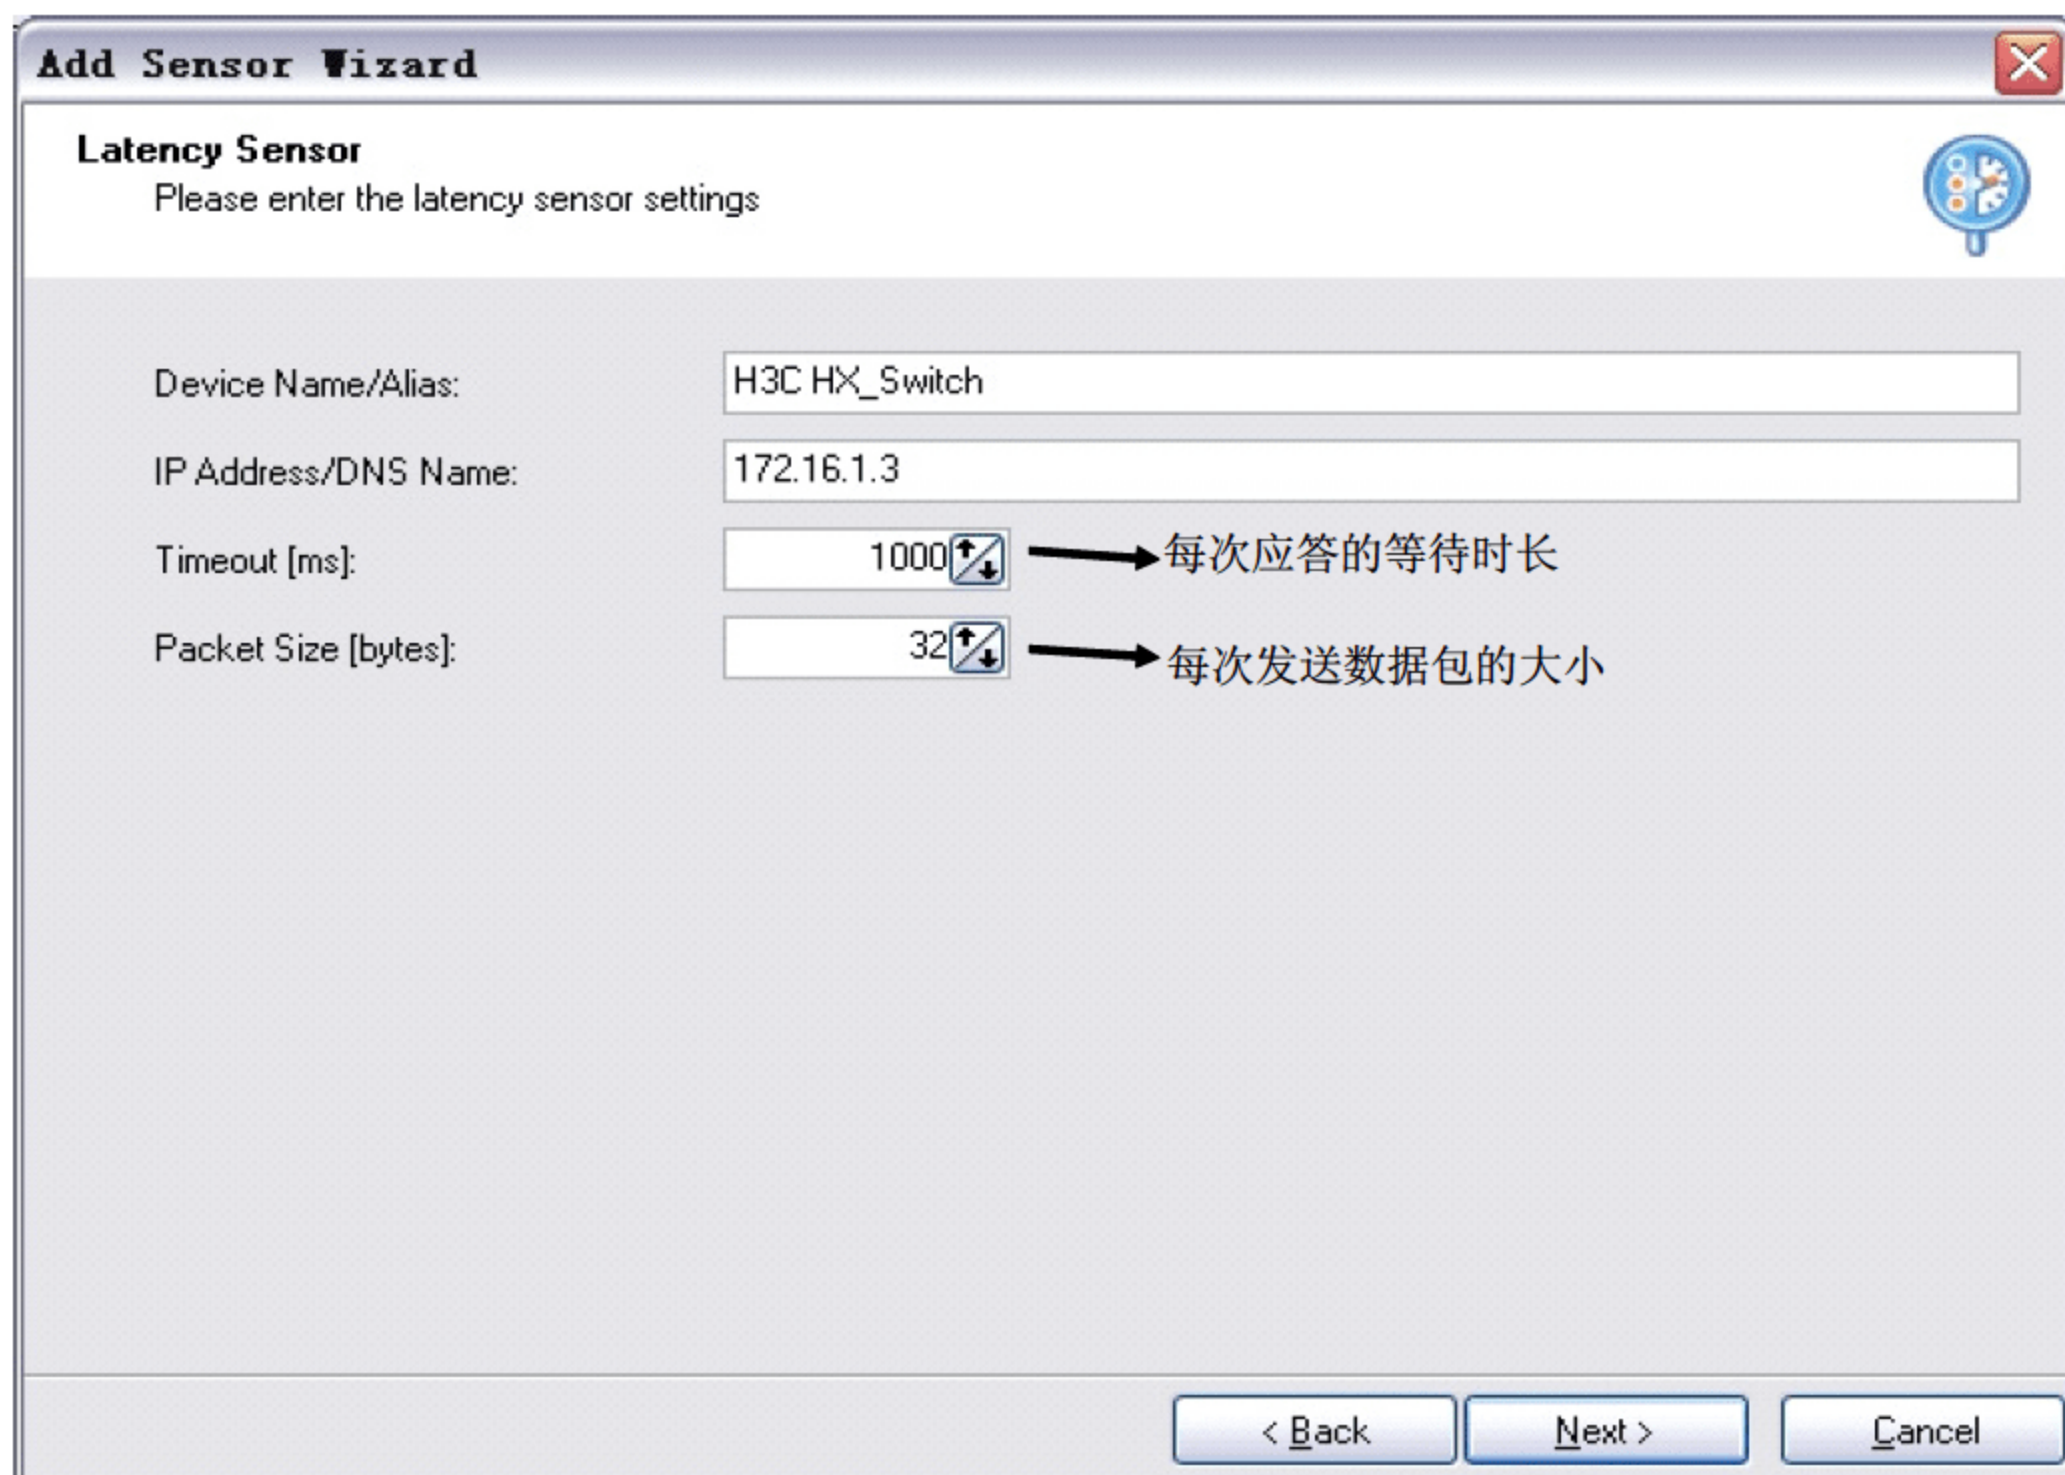 Add Sensor Wizard
Latency Sensor
Please enter the latency sensor settings
Device Name/Alias: H3C HX_Switch
IP Address/DNS Name: 172.16.1.3
Timeout [ms]: 1000 每次应答的等待时长
Packet Size [bytes]: 32 每次发送数据包的大小
< Back Next > Cancel